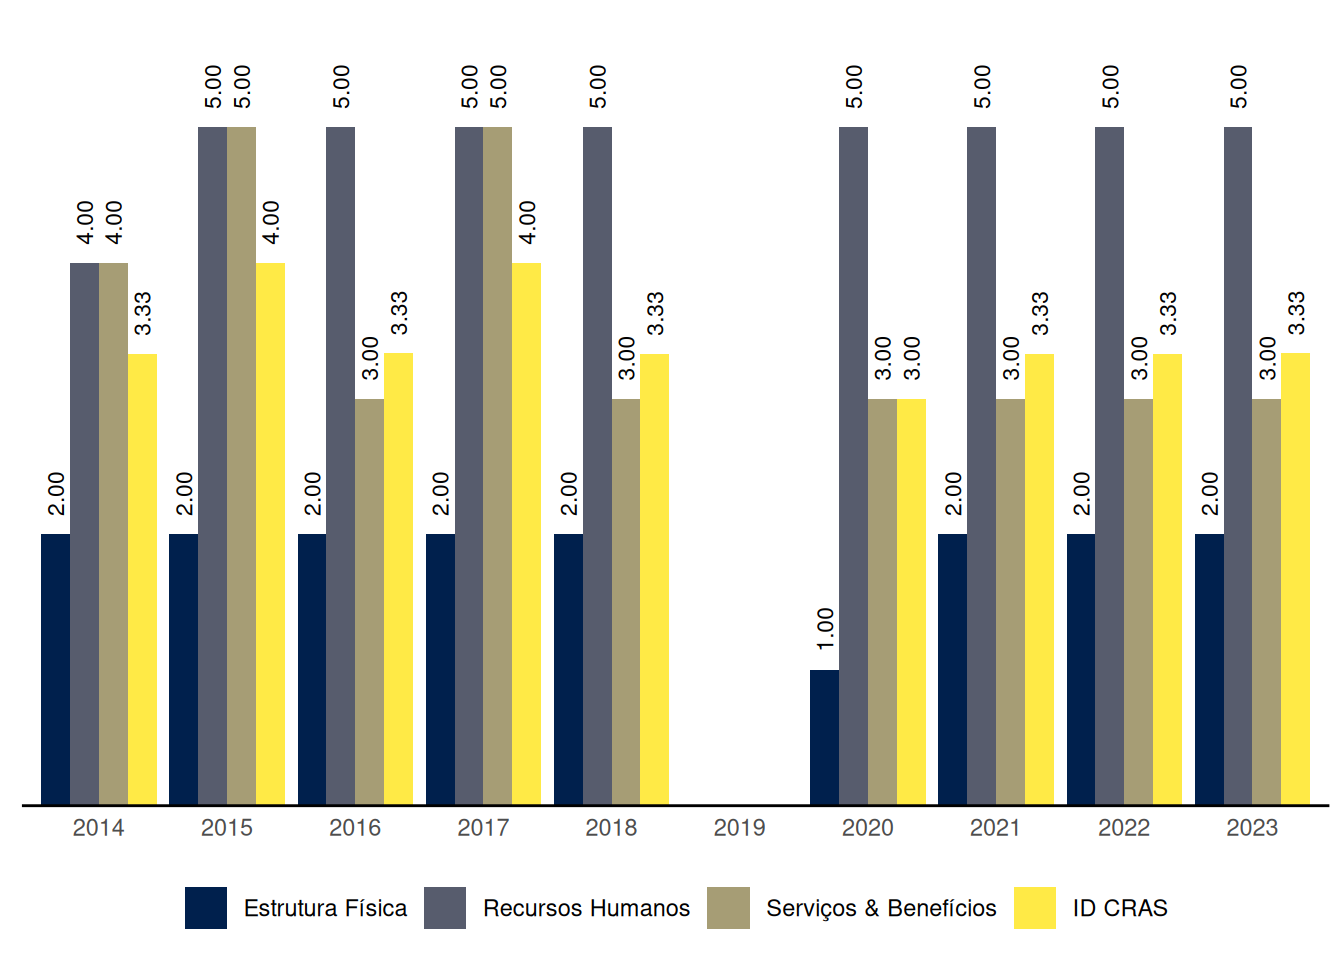 5.00 5.00 5.00 5.00 5.00 5.00 5.00 5.00 5.00 5.00
4.00 4.00 4.00 4.00
3.33 3.33 3.33 3.33 3.33 3.33
3.00 3.00 3.00 3.00 3.00 3.00 3.00
2.00 2.00 2.00 2.00 2.00 2.00 2.00 2.00
1.00
2014 2015 2016 2017 2018 2019 2020 2021 2022 2023
Estrutura Física Recursos Humanos Serviços & Benefícios ID CRAS